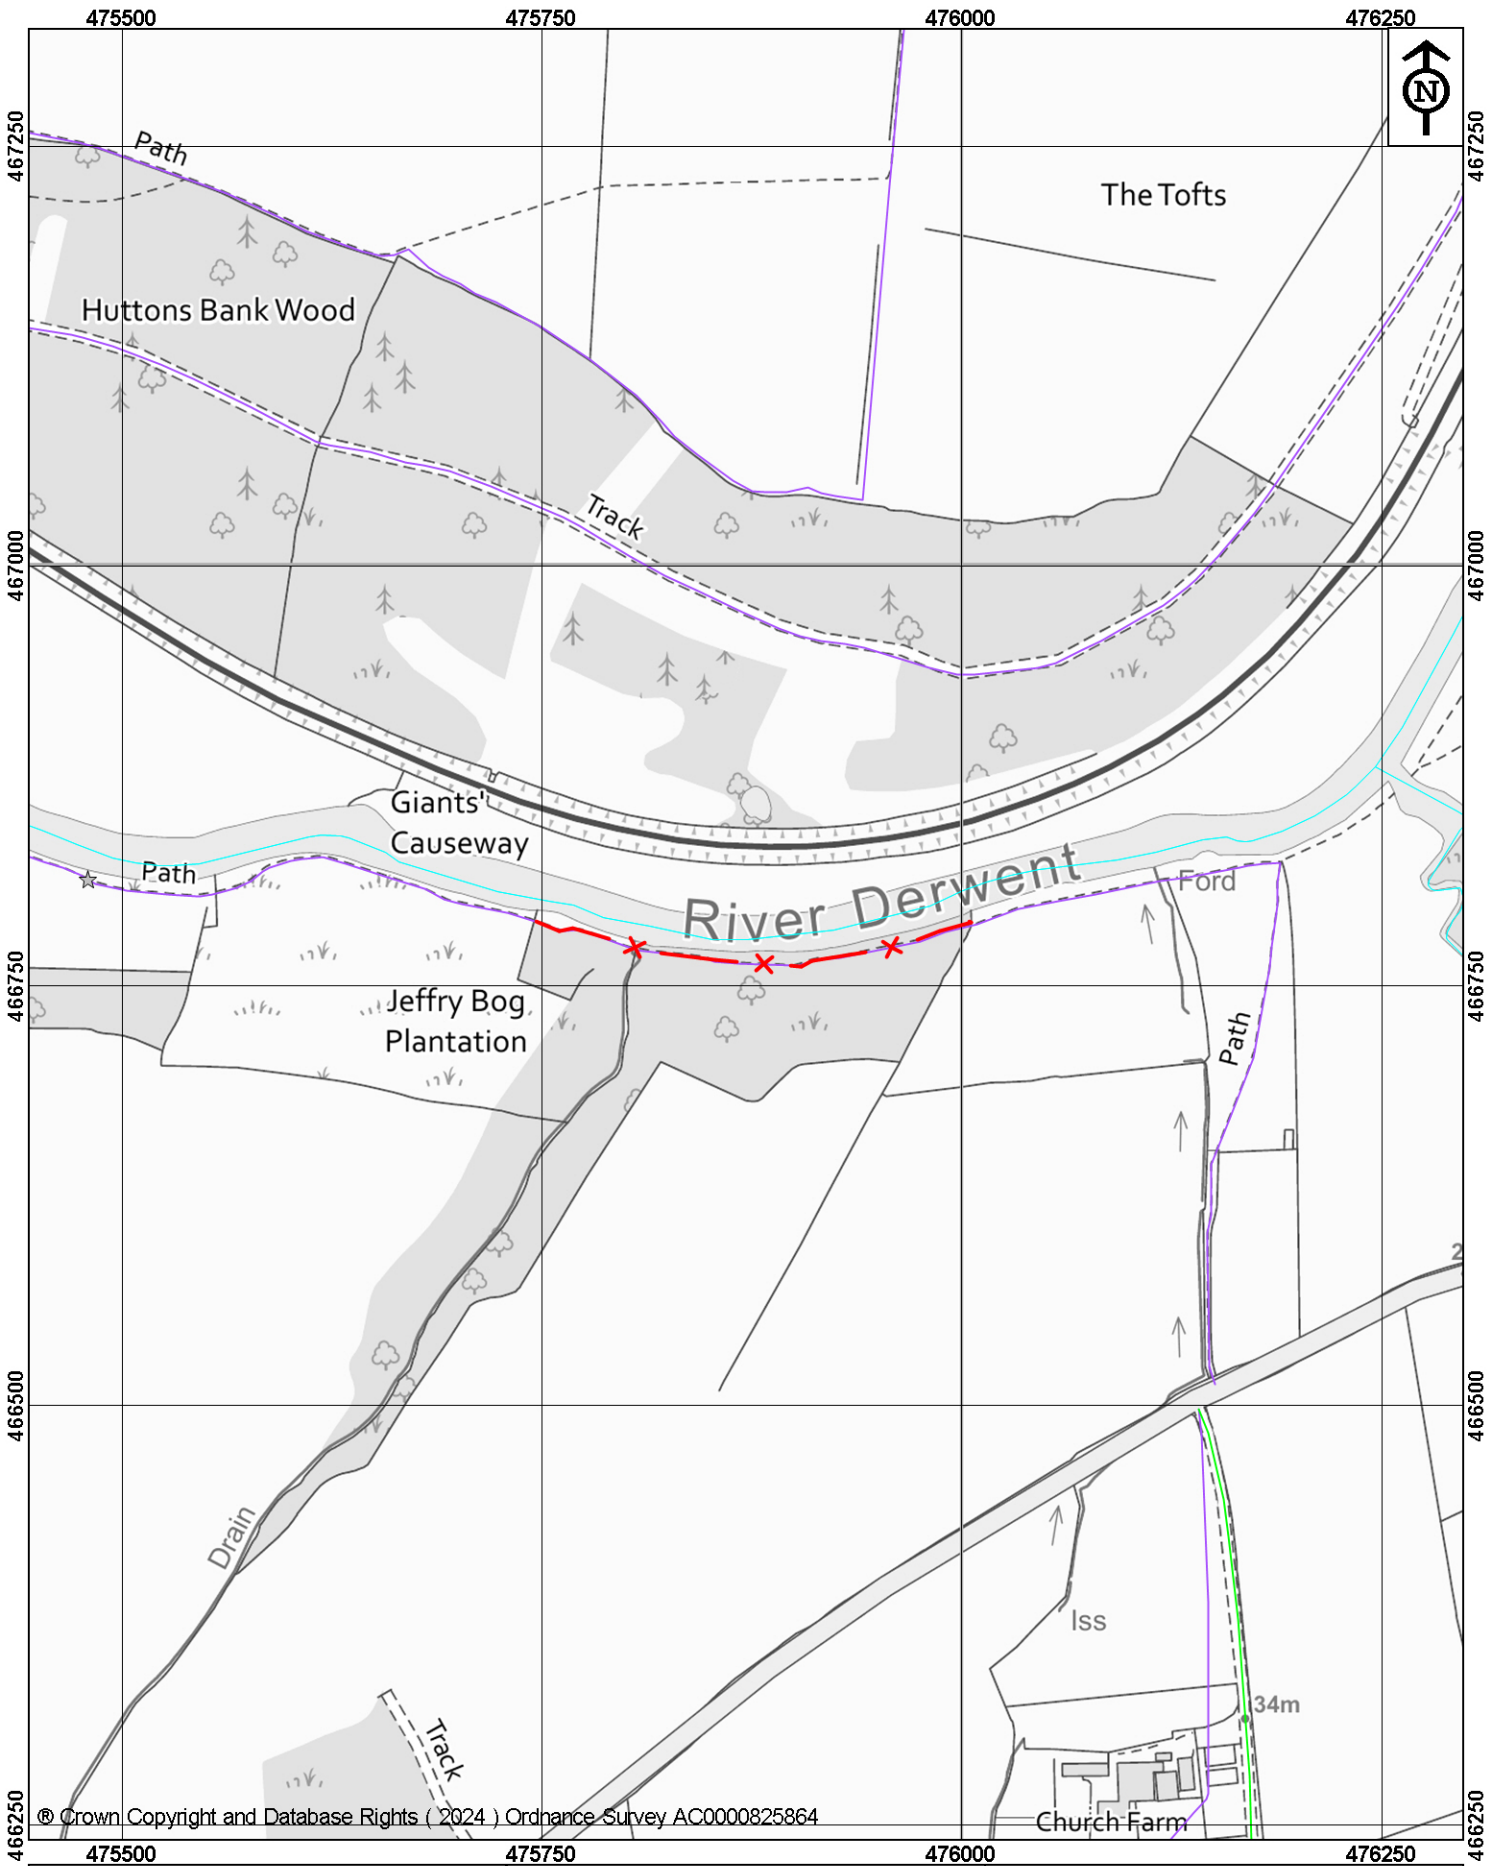 475500 475750 476000 476250
N
467250 467250
Path
The Tofts
Huttons Bank Wood
Track
467000 467000
Giants'
Causeway
Path
River Derwent
Ford
466750 466750
Jeffry Bog
Plantation
Path
2
466500 466500
Drain
Iss
34m
Track
® Crown Copyright and Database Rights ( 2024 ) Ordnance Survey AC0000825864
Church Farm
466250 466250
475500 475750 476000 476250